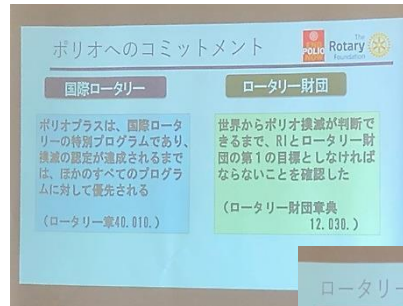 ポリオへのコミットメント
END
POLIO
NOW
The
Rotary
Foundation
国際ロータリー
ポリオプラスは、国際ロータ
リーの特別プログラムであり、
撲滅の認定が達成されるまで
は、ほかのすべてのプログラ
ムに対して優先される
(ロータリー章40.010.)
ロータリー財団
世界からポリオ撲滅が判断で
きるまで、RIとロータリー財
団の第1の目標としなければ
ならないことを確認した
(ロータリー財団章典
12.030.)
ロータリー